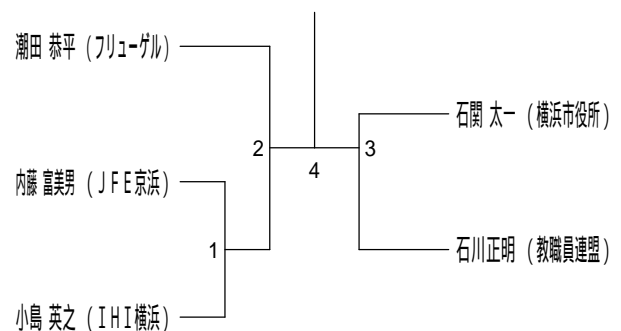 潮田 恭平 (フリューゲル)
石関 太一 (横浜市役所)
2
3
4
内藤 富美男 (ＪＦＥ京浜)
1
石川正明 (教職員連盟)
小島 英之 (ＩＨＩ横浜)